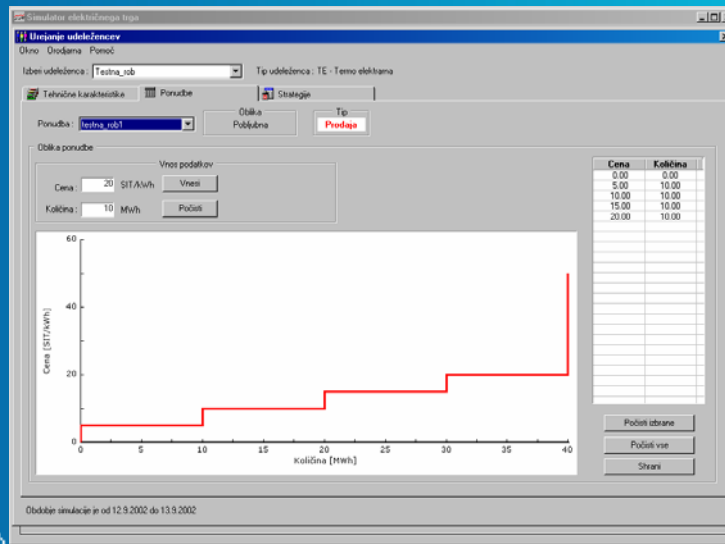 Simulator električnega trga
Urejanje udeležencev
Okno Orodjarna Pomoč
Izberi udeleženca : Testna_rob Tip udeleženca : TE - Termo elektrarna
Tehnične karakteristike Ponudbe Strategije
Ponudba : testna_rob1 Oblika Pobljubna Tip Prodaja
Oblika ponudbe
Vnos podatkov
Cena : 20 SIT/kWh Vnesi
Količina : 10 MWh Počisti
Cena Količina
0.00 0.00
5.00 10.00
10.00 10.00
15.00 10.00
20.00 10.00
60
40
20
0
Cena [SIT/kWh]
0 5 10 15 20 25 30 35 40
Količina [MWh]
Počisti izbrane
Počisti vse
Shrani
Obdobje simulacije je od 12.9.2002 do 13.9.2002